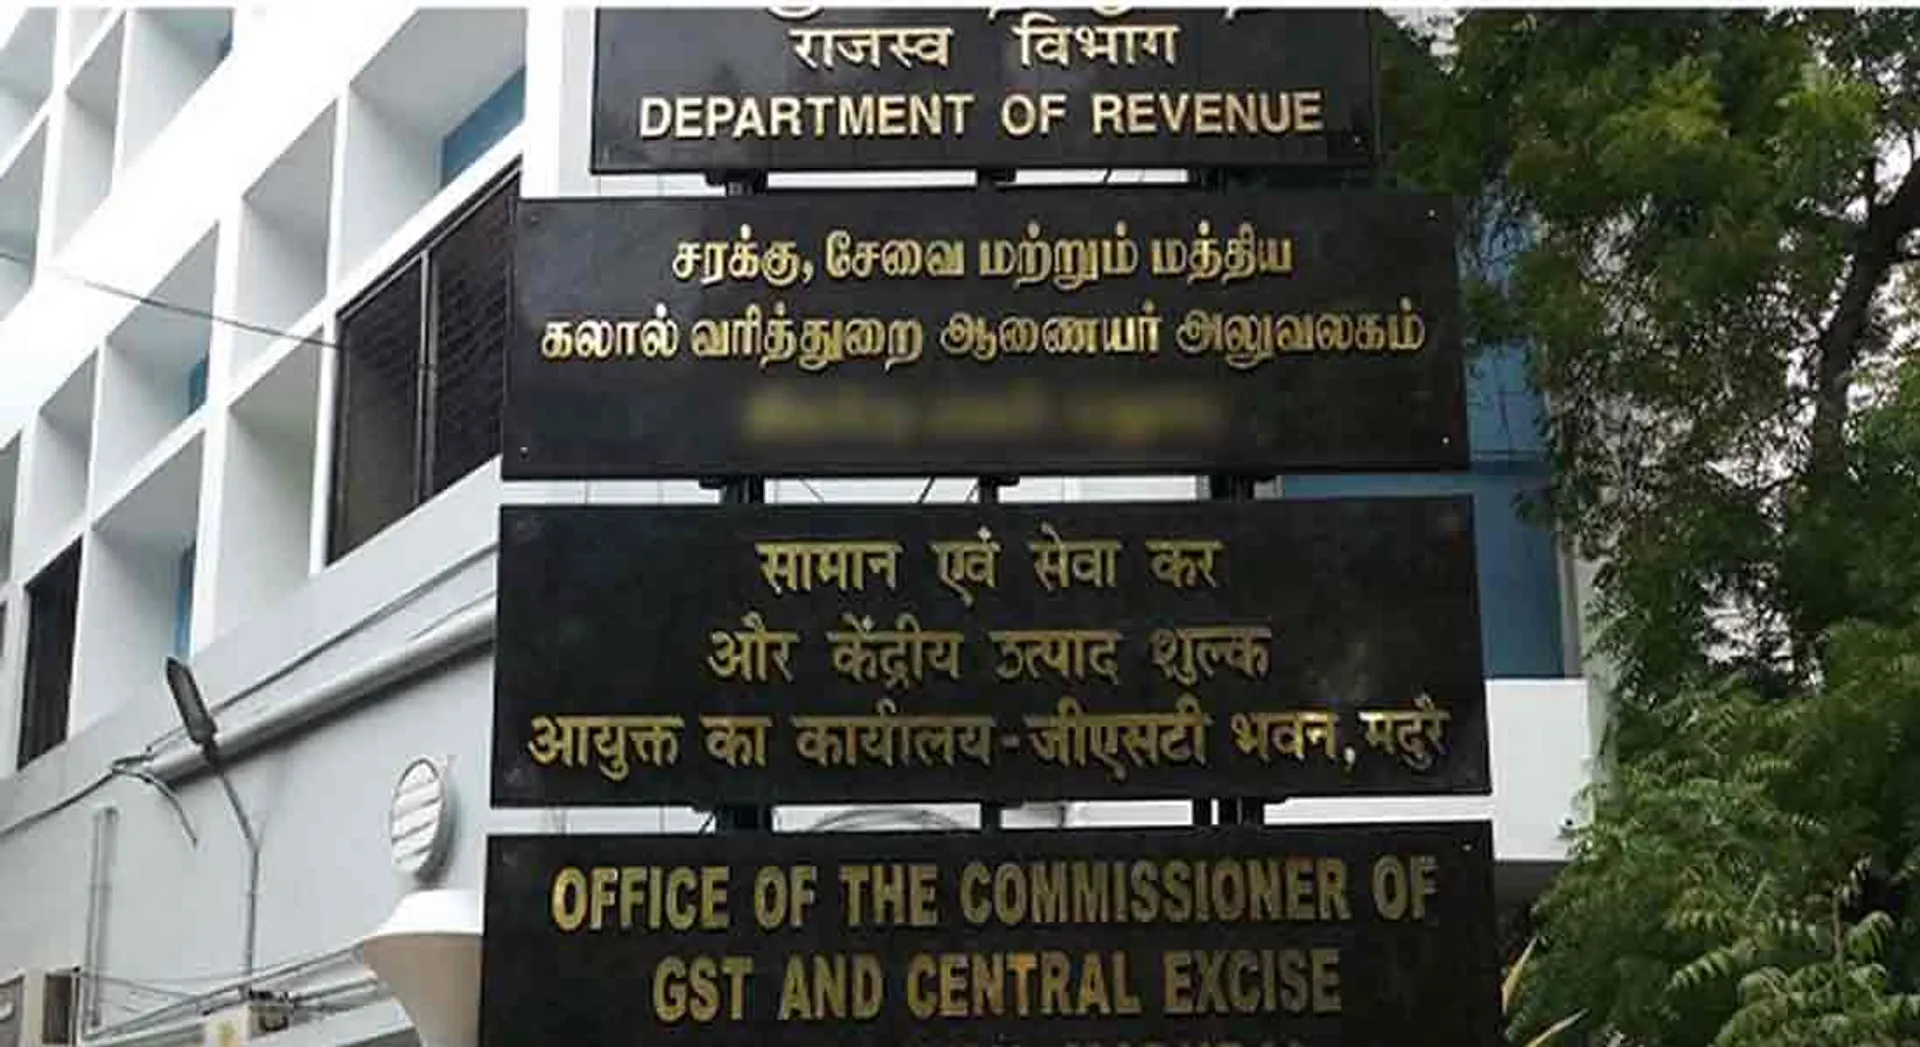 राजस्व विभाग
DEPARTMENT OF REVENUE
சரக்கு, சேவை மற்றும் மத்திய
கலால் வரித்துறை ஆணையர் அலுவலகம்
सामान एवं सेवा कर
और केंद्रीय उत्पाद शुल्क
आयुक्त का कार्यालय-जीएसटी भवन, मदुरै
OFFICE OF THE COMMISSIONER OF
GST AND CENTRAL EXCISE